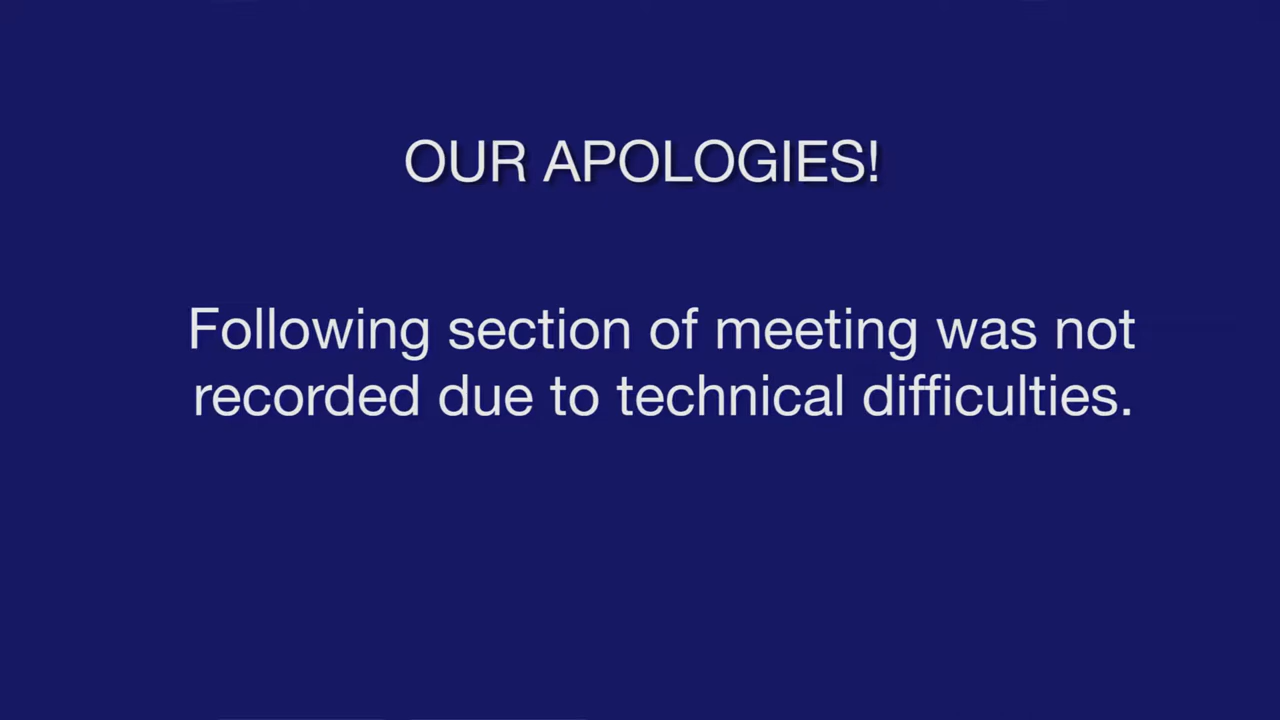 OUR APOLOGIES!
Following section of meeting was not
recorded due to technical difficulties.